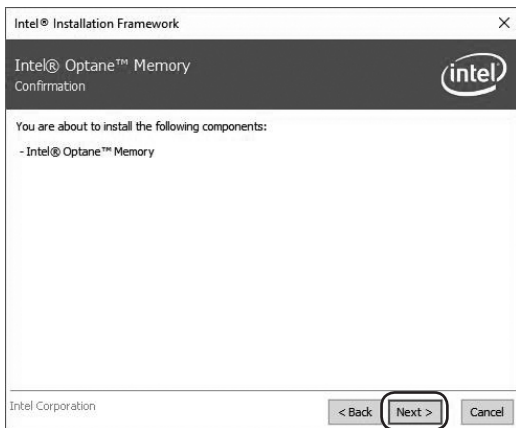 Intel® Installation Framework
Intel® Optane™ Memory
Confirmation
intel
You are about to install the following components:
- Intel® Optane™ Memory
Intel Corporation
< Back
Next >
Cancel